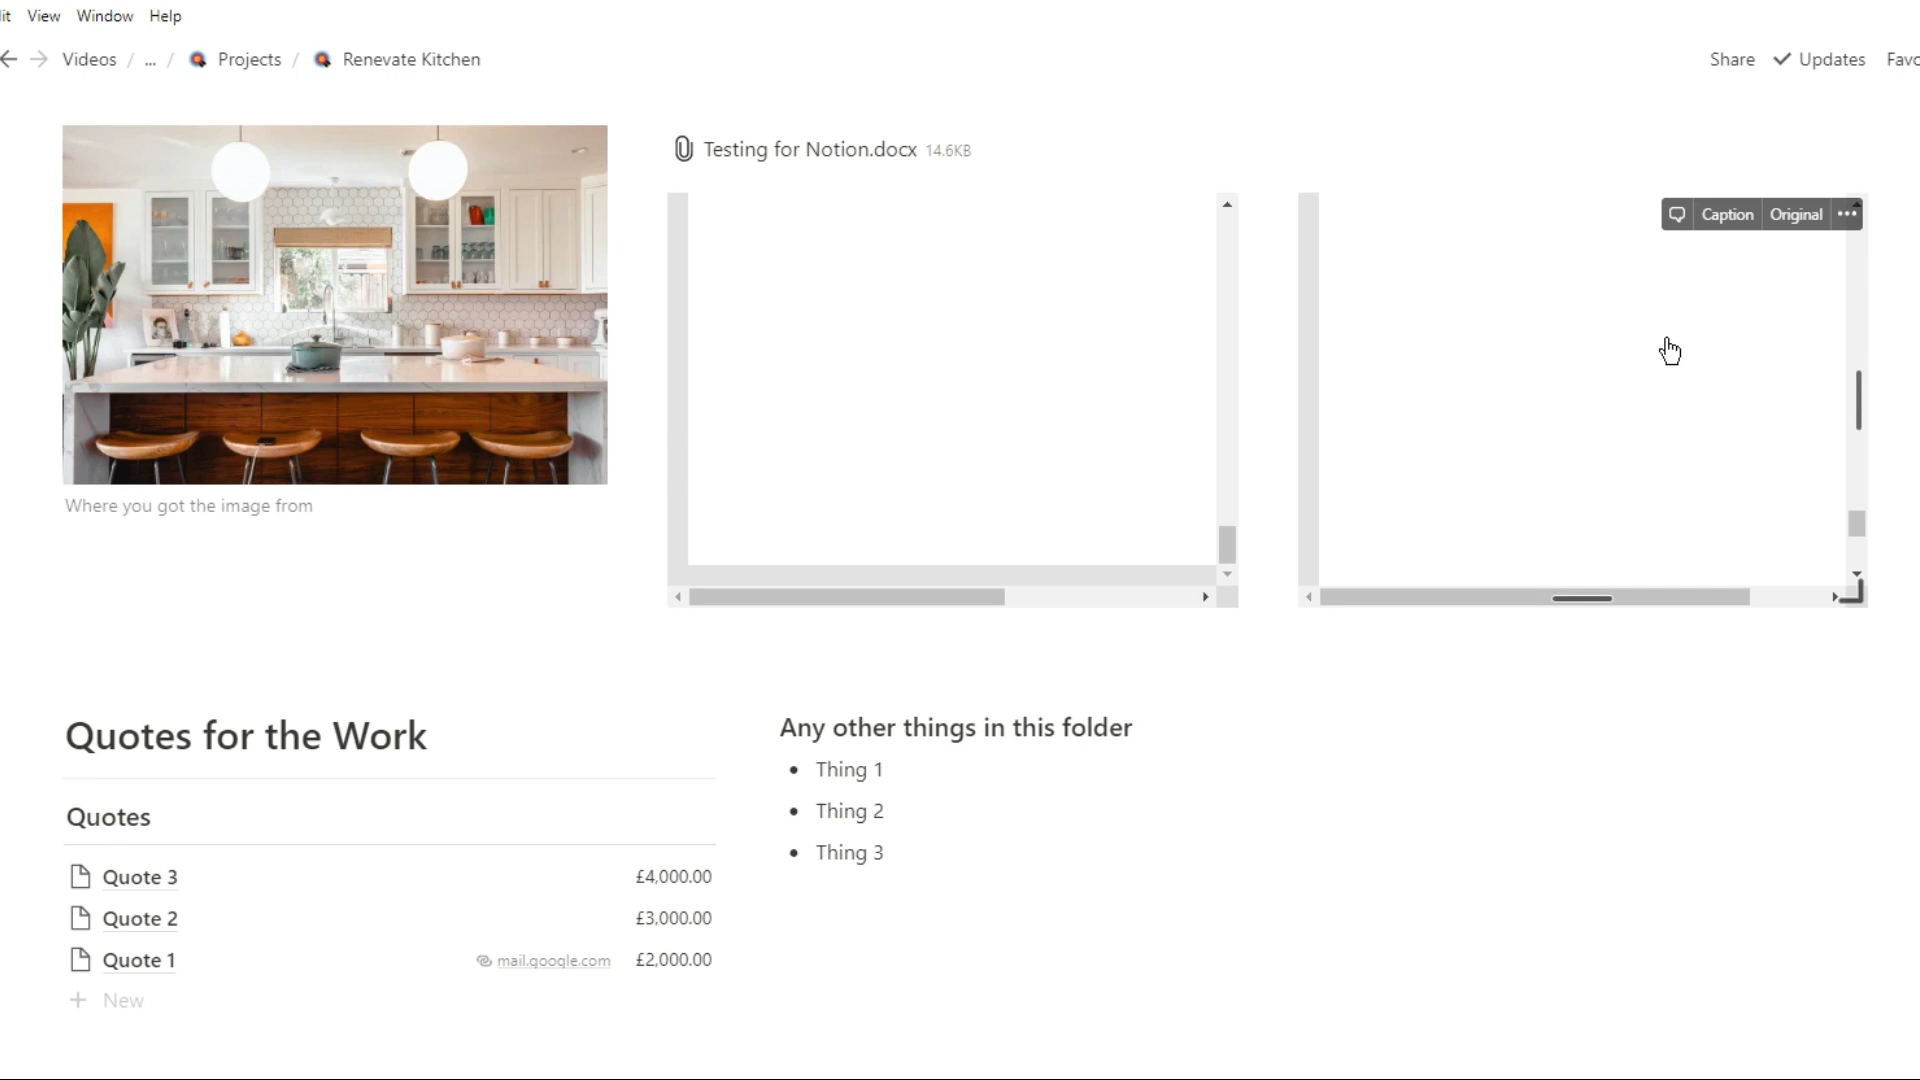 it View Window Help
Videos / ... / Projects / Renevate Kitchen
Share Updates Favo
Testing for Notion.docx 14.6KB
Caption Original
Where you got the image from
Quotes for the Work
Quotes
Quote 3 £4,000.00
Quote 2 £3,000.00
Quote 1 mail.google.com £2,000.00
New
Any other things in this folder
• Thing 1
• Thing 2
• Thing 3